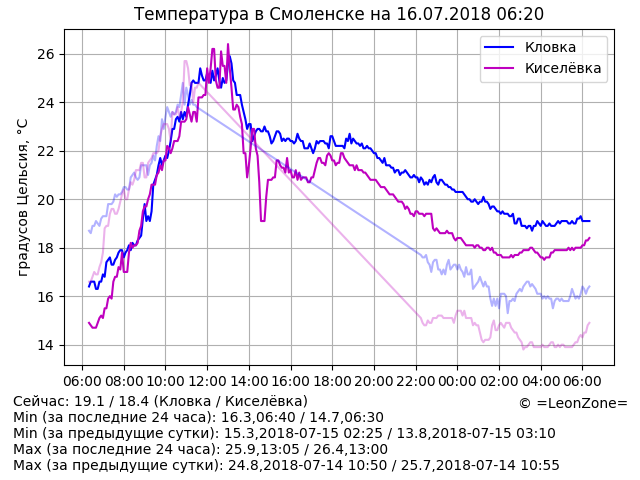 Температура в Смоленске на 16.07.2018 06:20
Кловка
Киселёвка
градусов Цельсия, °C
26
24
22
20
18
16
14
06:00 08:00 10:00 12:00 14:00 16:00 18:00 20:00 22:00 00:00 02:00 04:00 06:00
Сейчас: 19.1 / 18.4 (Кловка / Киселёвка)
© =LeonZone=
Min (за последние 24 часа): 16.3,06:40 / 14.7,06:30
Min (за предыдущие сутки): 15.3,2018-07-15 02:25 / 13.8,2018-07-15 03:10
Max (за последние 24 часа): 25.9,13:05 / 26.4,13:00
Max (за предыдущие сутки): 24.8,2018-07-14 10:50 / 25.7,2018-07-14 10:55